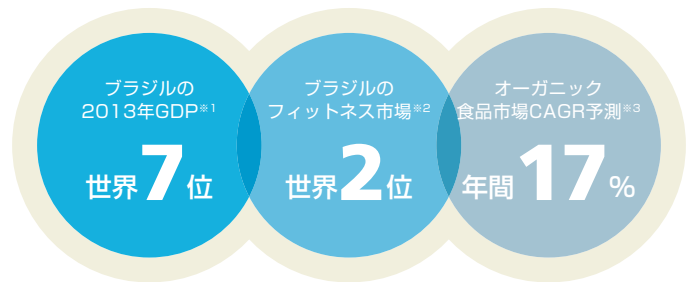 ブラジルの
2013年GDP※1
世界7位
ブラジルの
フィットネス市場※2
世界2位
オーガニック
食品市場CAGR予測※3
年間17%